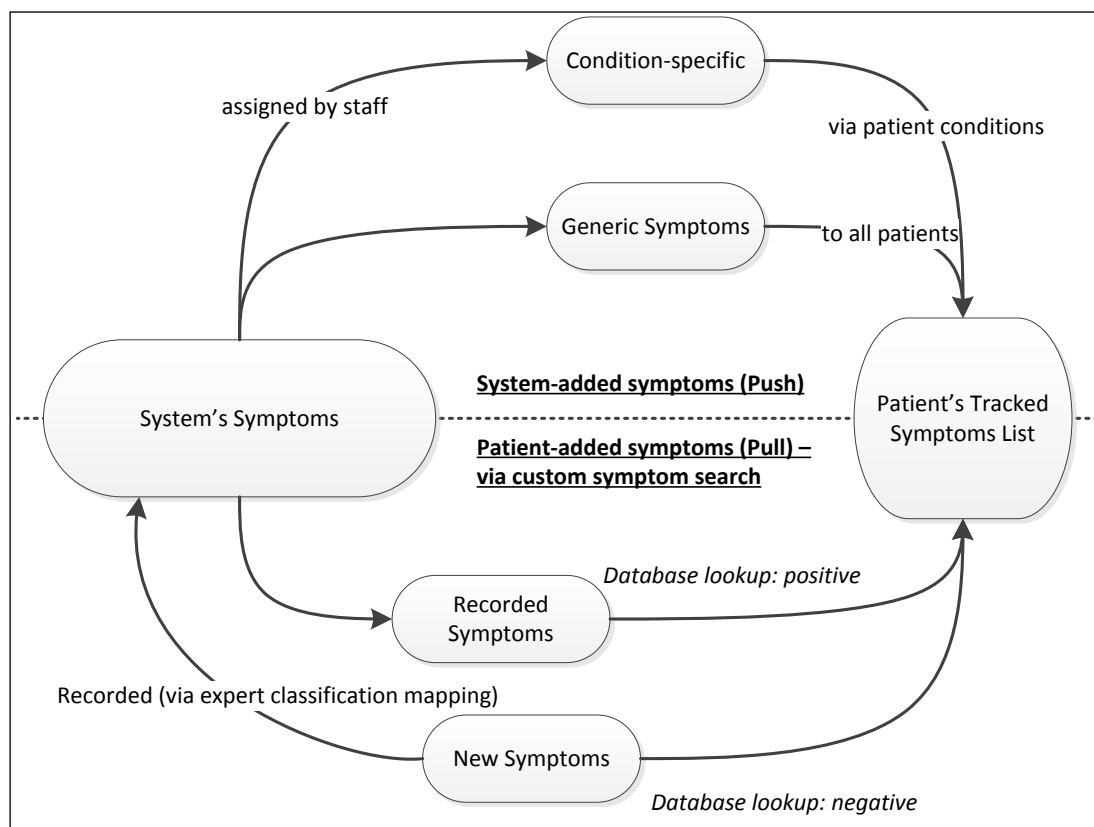 Condition-specific
assigned by staff
via patient conditions
Generic Symptoms
to all patients
System-added symptoms (Push)
System’s Symptoms
Patient’s Tracked
Symptoms List
Patient-added symptoms (Pull) –
via custom symptom search
Database lookup: positive
Recorded
Symptoms
Recorded (via expert classification mapping)
New Symptoms
Database lookup: negative